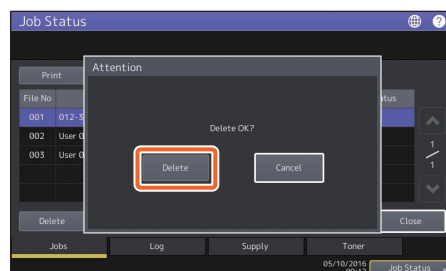 Job Status
?
Attention
Print
File No
tus
001 012-3
002 User 0
003 User 0
Delete OK?
Delete
Cancel
1
1
Delete
Close
Jobs
Log
Supply
Toner
05/10/2016
Job Status